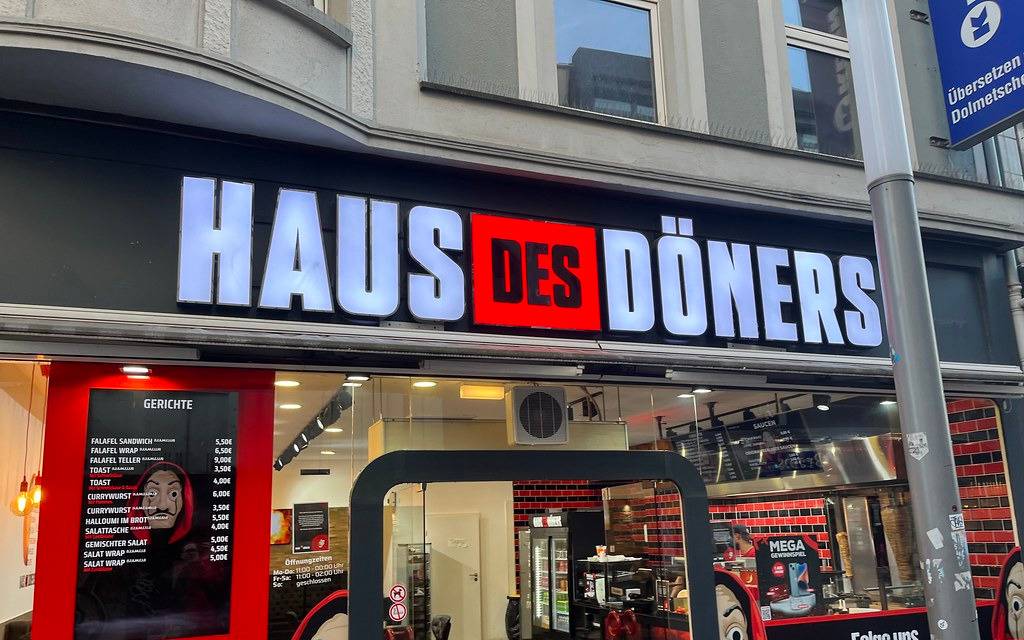 Übersetzen
Dolmetsche
HAUS DES DÖNERS
GERICHTE
FALAFEL SANDWICH 5,50€
FALAFEL WRAP 6,50€
FALAFEL TELLER 9,00€
TOAST 3,50€
TOAST 4,00€
CURRYWURST 6,00€
CURRYWURST 3,50€
HALLOUMI IM BROT 5,50€
SALATTASCHE 4,00€
GEMISCHTER SALAT 5,00€
SALAT WRAP 4,50€
SALAT WRAP 5,00€
SAUCEN
Öffnungzeiten
Mo-Do: 11:00 - 00:00 Uhr
Fr-Sa: 11:00 - 02:00 Uhr
So: geschlossen
MEGA
GEWINNSPIEL
Folge uns